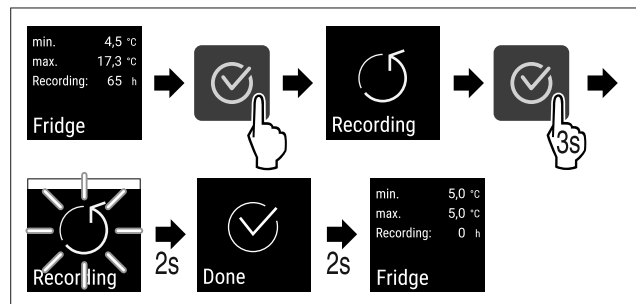 min. 4,5 °C
max. 17,3 °C
Recording: 65 h
Fridge
Recording
3s
Recording
2s
Done
2s
min. 5,0 °C
max. 5,0 °C
Recording: 0 h
Fridge